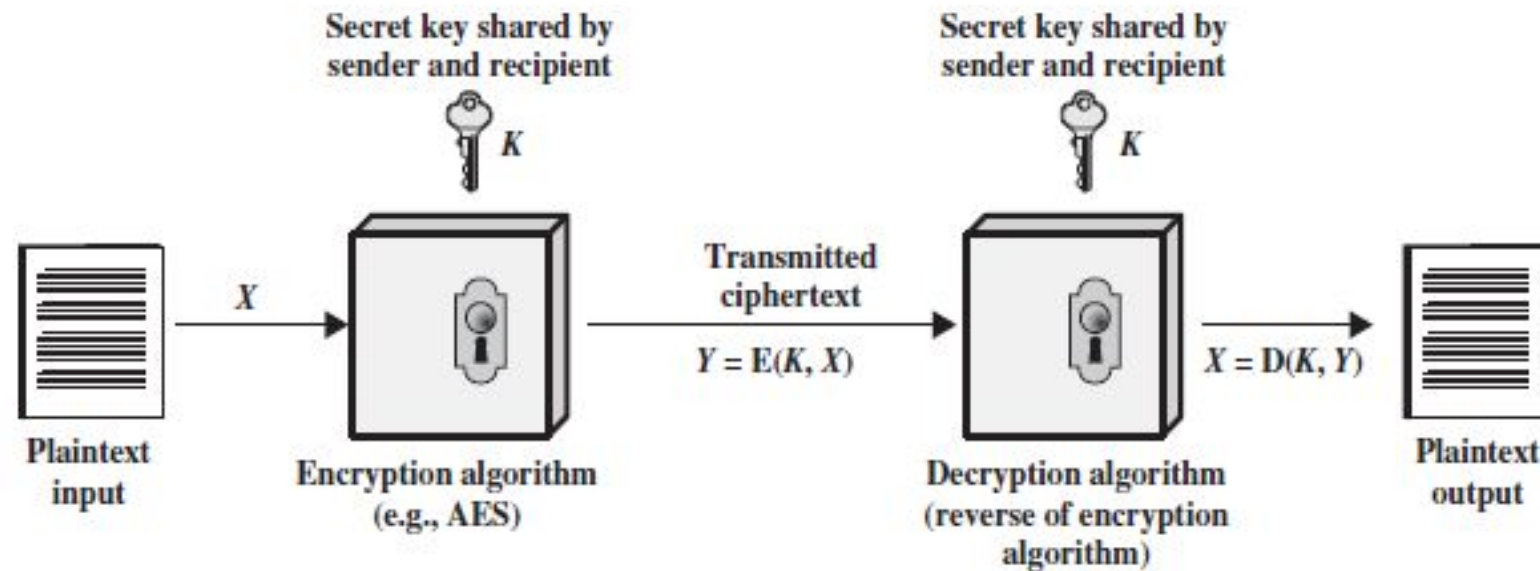 Secret key shared by
sender and recipient
K
Secret key shared by
sender and recipient
K
X
Transmitted
ciphertext
Y = E(K, X)
X = D(K, Y)
Plaintext
input
Encryption algorithm
(e.g., AES)
Decryption algorithm
(reverse of encryption
algorithm)
Plaintext
output